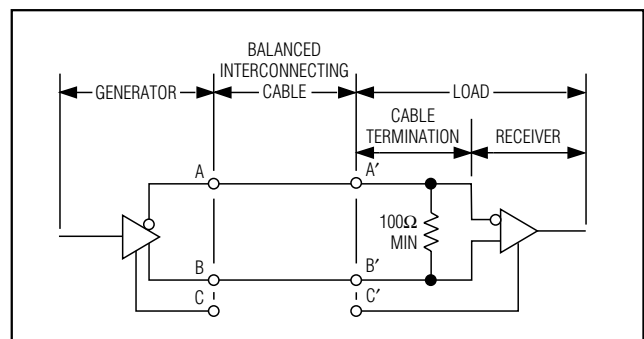 BALANCED
INTERCONNECTING
CABLE
GENERATOR
LOAD
CABLE
TERMINATION
RECEIVER
A
A′
100Ω
MIN
B
B′
C
C′